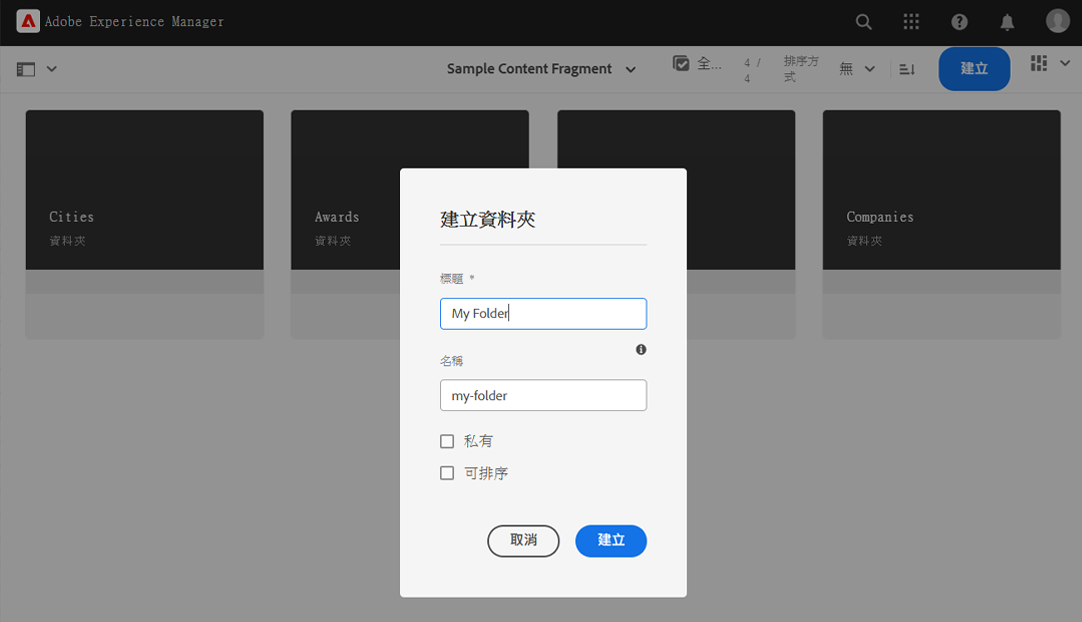 Adobe Experience Manager
Sample Content Fragment
全...
4 / 4
排序方式
無
建立
Cities
資料夾
Awards
資料夾
Companies
資料夾
建立資料夾
標題 *
My Folder
名稱
my-folder
私有
可排序
取消
建立